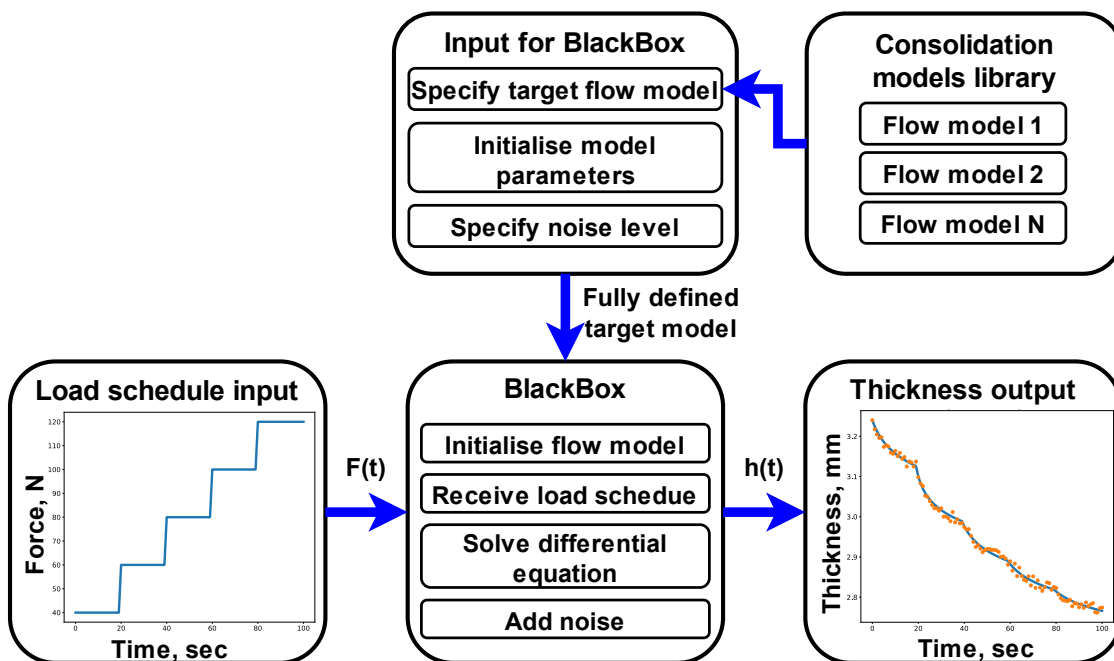 Input for BlackBox
Specify target flow model
Initialise model
parameters
Specify noise level
Consolidation
models library
Flow model 1
Flow model 2
Flow model N
Fully defined
target model
Load schedule input
Force, N
120
110
100
90
80
70
60
50
40
0 20 40 60 80 100
Time, sec
F(t)
BlackBox
Initialise flow model
Receive load schedue
Solve differential
equation
Add noise
h(t)
Thickness output
Thickness, mm
3.2
3.1
3.0
2.9
2.8
0 20 40 60 80 100
Time, sec